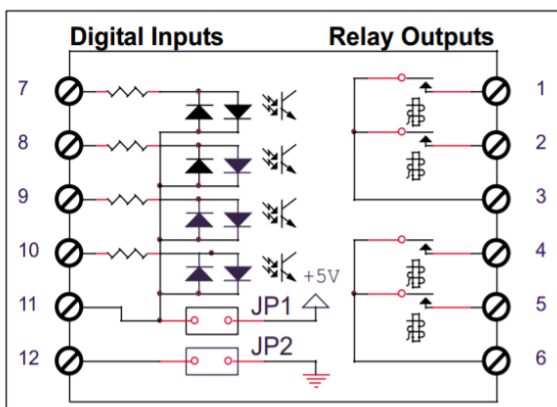 Digital Inputs Relay Outputs
7 1
8 2
9 3
10 4
+5V
11 JP1 5
12 JP2 6